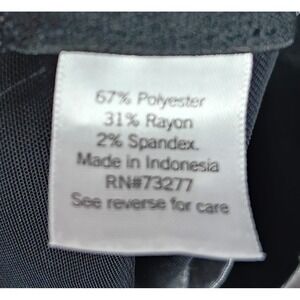 67% Polyester
31% Rayon
2% Spandex.
Made in Indonesia
RN#73277
See reverse for care